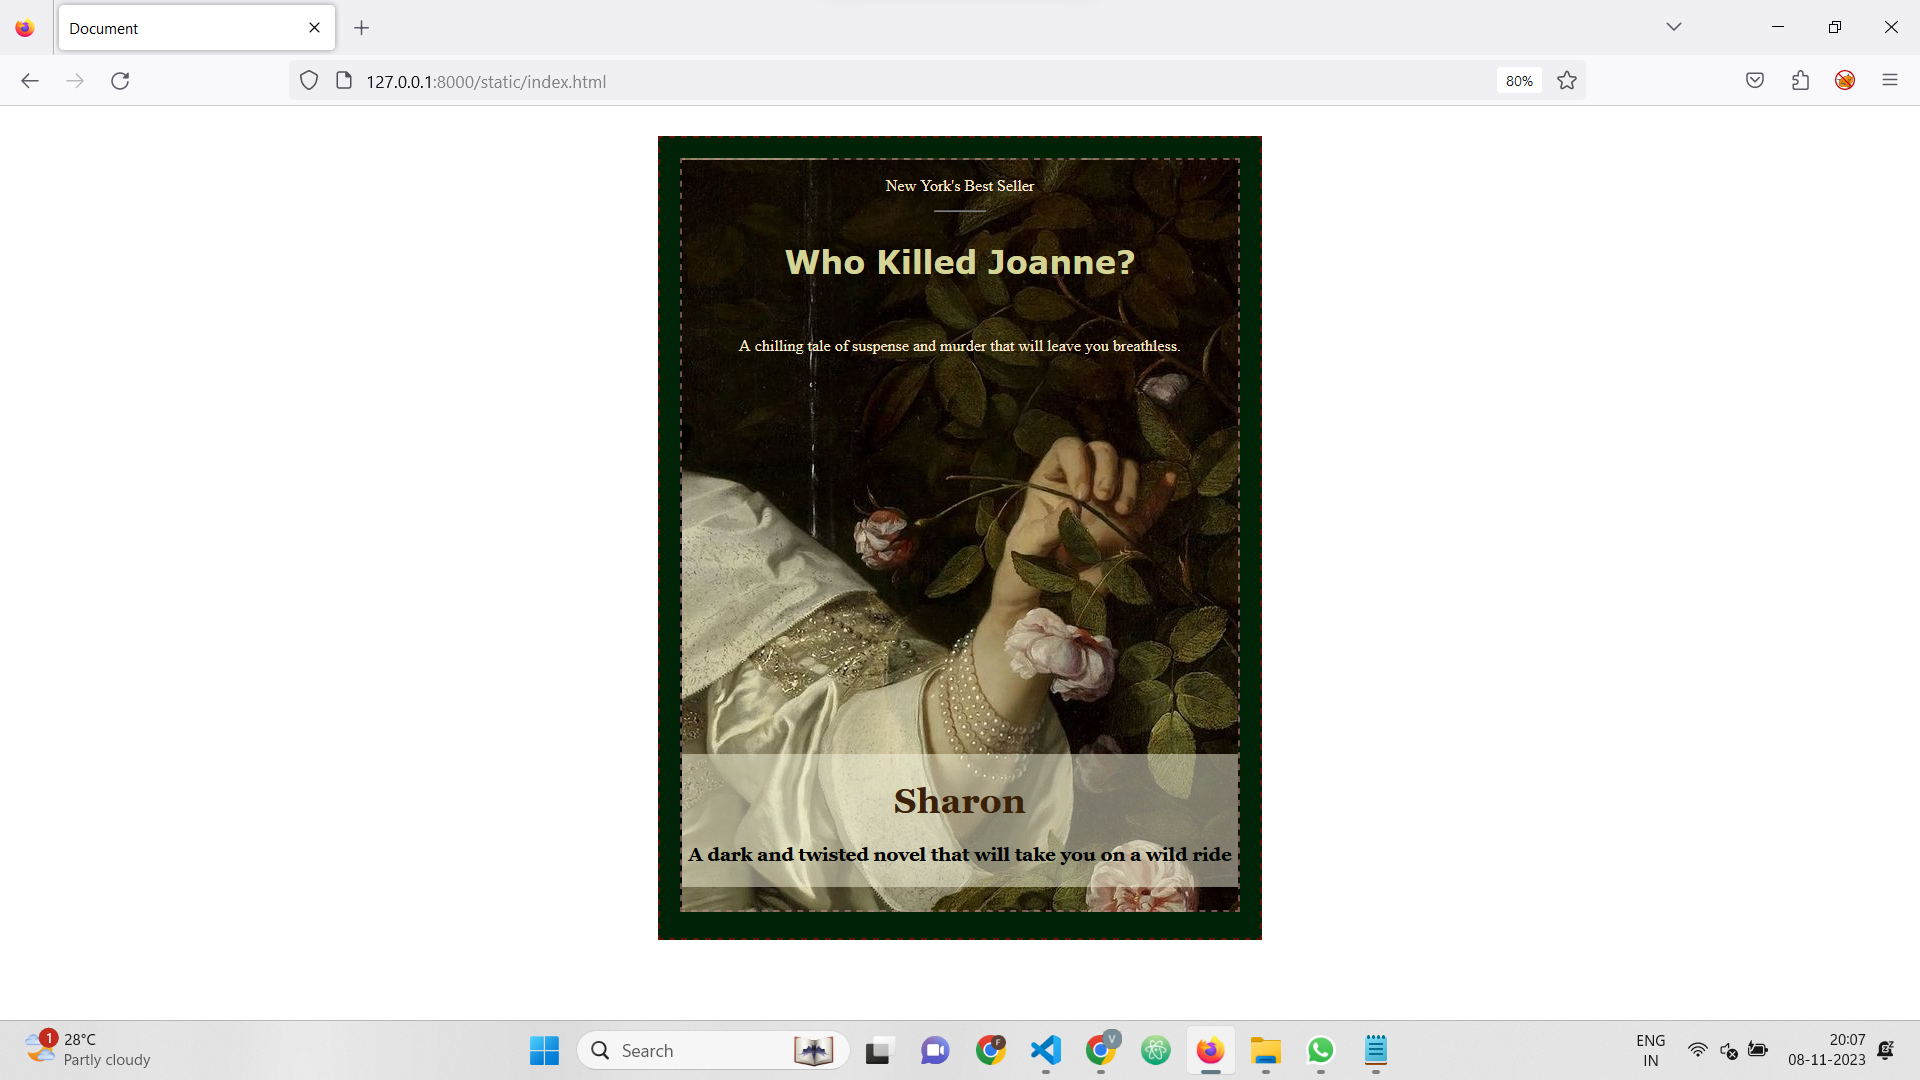 Document
127.0.0.1:8000/static/index.html
80%
New York's Best Seller
Who Killed Joanne?
A chilling tale of suspense and murder that will leave you breathless.
Sharon
A dark and twisted novel that will take you on a wild ride
1
28°C
Partly cloudy
Search
F
V
ENG
IN
20:07
08-11-2023